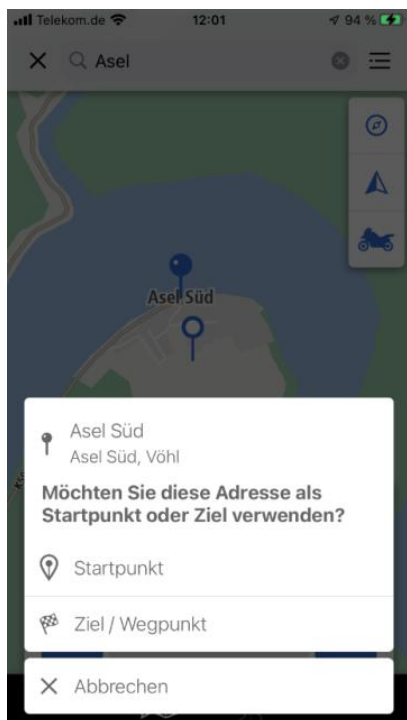 Telekom.de 12:01 94 %
Asel
Asel Süd
Asel Süd
Asel Süd, Vöhl
Möchten Sie diese Adresse als
Startpunkt oder Ziel verwenden?
Startpunkt
Ziel / Wegpunkt
Abbrechen